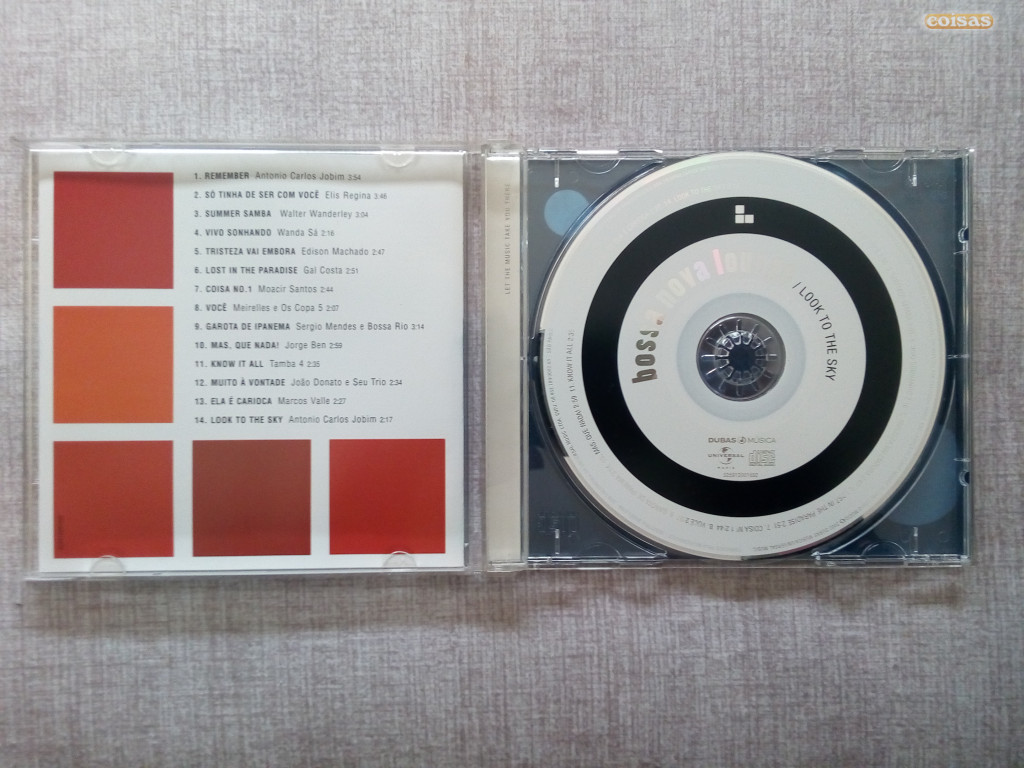 coisas
1. REMEMBER Antonio Carlos Jobim 3:54
2. SÓ TINHA DE SER COM VOCÊ Elis Regina 3:46
3. SUMMER SAMBA Walter Wanderley 3:04
4. VIVO SONHANDO Wanda Sá 2:16
5. TRISTEZA VAI EMBORA Edison Machado 2:47
6. LOST IN THE PARADISE Gal Costa 2:51
7. COISA NO.1 Moacir Santos 2:44
8. VOCÊ Meirelles e Os Copa 5 2:07
9. GAROTA DE IPANEMA Sergio Mendes e Bossa Rio 3:14
10. MAS, QUE NADA! Jorge Ben 2:59
11. KNOW IT ALL Tamba 4 2:35
12. MUITO À VONTADE João Donato e Seu Trio 2:34
13. ELA É CARIOCA Marcos Valle 2:27
14. LOOK TO THE SKY Antonio Carlos Jobim 2:17
LET THE MUSIC TAKE YOU THERE
bossa nova
/ LOOK TO THE SKY
DUBAS MÚSICA
UNIVERSAL
MUSIC